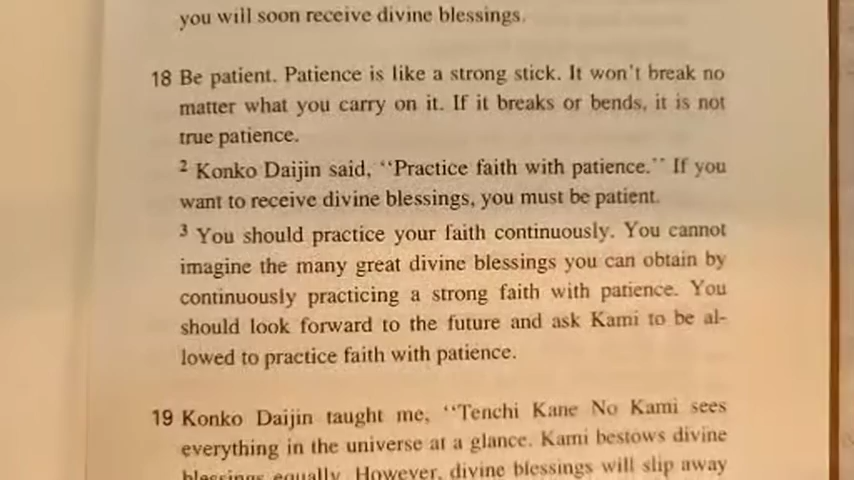 you will soon receive divine blessings.
18 Be patient. Patience is like a strong stick. It won't break no
matter what you carry on it. If it breaks or bends, it is not
true patience.
2 Konko Daijin said, ‘‘Practice faith with patience.’’ If you
want to receive divine blessings, you must be patient.
3 You should practice your faith continuously. You cannot
imagine the many great divine blessings you can obtain by
continuously practicing a strong faith with patience. You
should look forward to the future and ask Kami to be al-
lowed to practice faith with patience.
19 Konko Daijin taught me, ‘‘Tenchi Kane No Kami sees
everything in the universe at a glance. Kami bestows divine
blessings equally. However, divine blessings will slip away